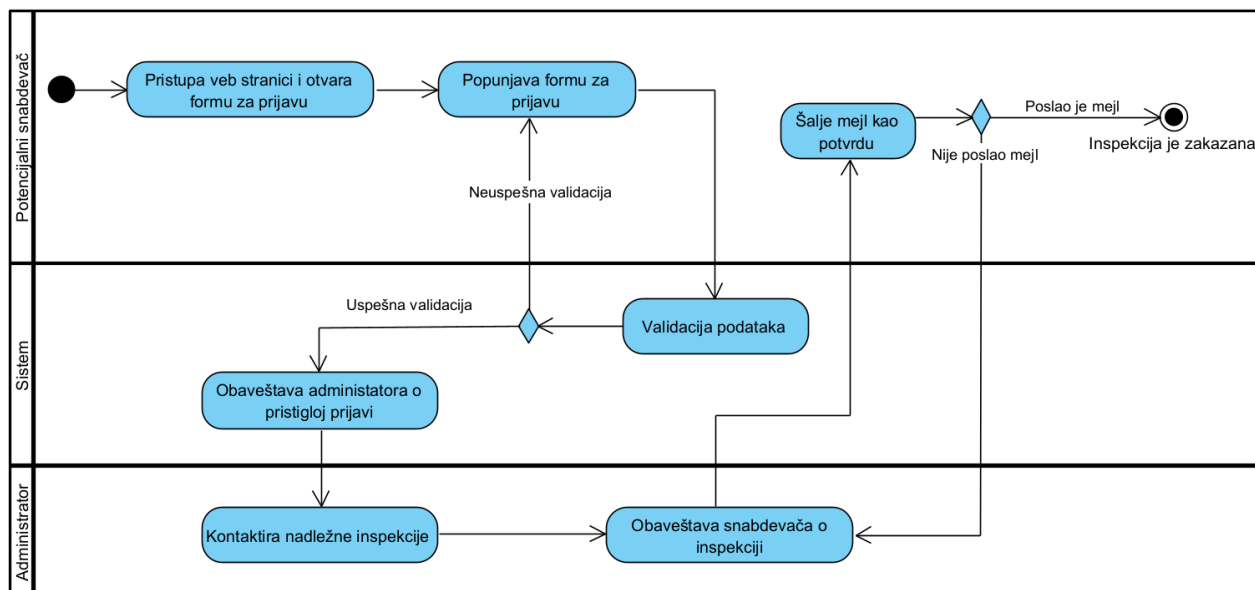 Potencijalni snabdevač
Pristupa veb stranici i otvara
formu za prijavu
Popunjava formu za
prijavu
Šalje mejl kao
potvrdu
Poslao je mejl
Inspekcija je zakazana
Nije poslao mejl
Neuspešna validacija
Sistem
Uspešna validacija
Validacija podataka
Obaveštava administatora o
pristigloj prijavi
Administrator
Kontaktira nadležne inspekcije
Obaveštava snabdevača o
inspekciji